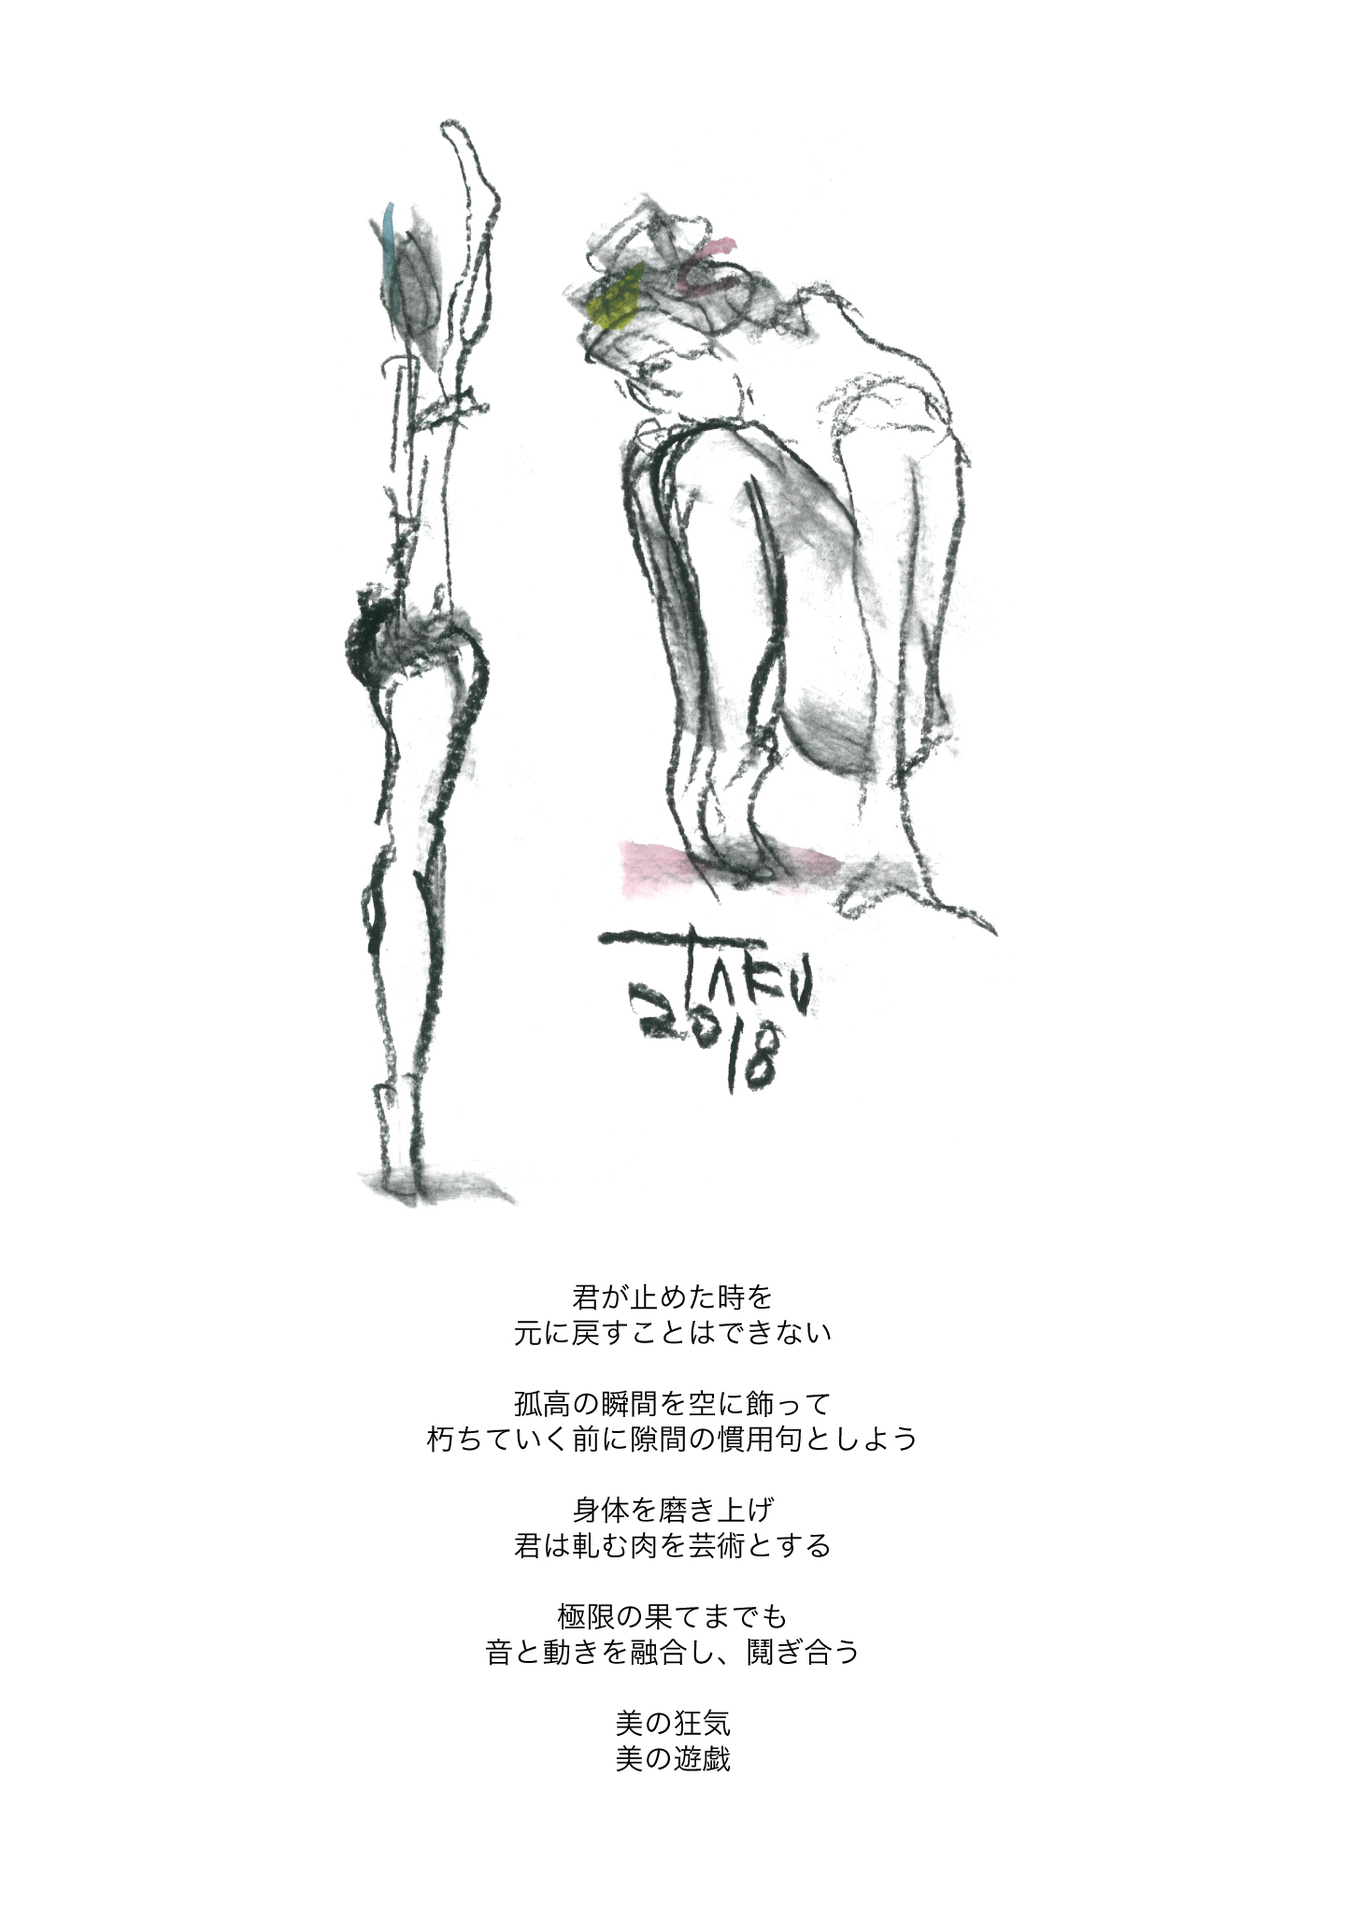 TAKU
2018
君が止めた時を
元に戻すことはできない
孤高の瞬間を空に飾って
朽ちていく前に隙間の慣用句としよう
身体を磨き上げ
君は軋む肉を芸術とする
極限の果てまでも
音と動きを融合し、鬩ぎ合う
美の狂気
美の遊戯